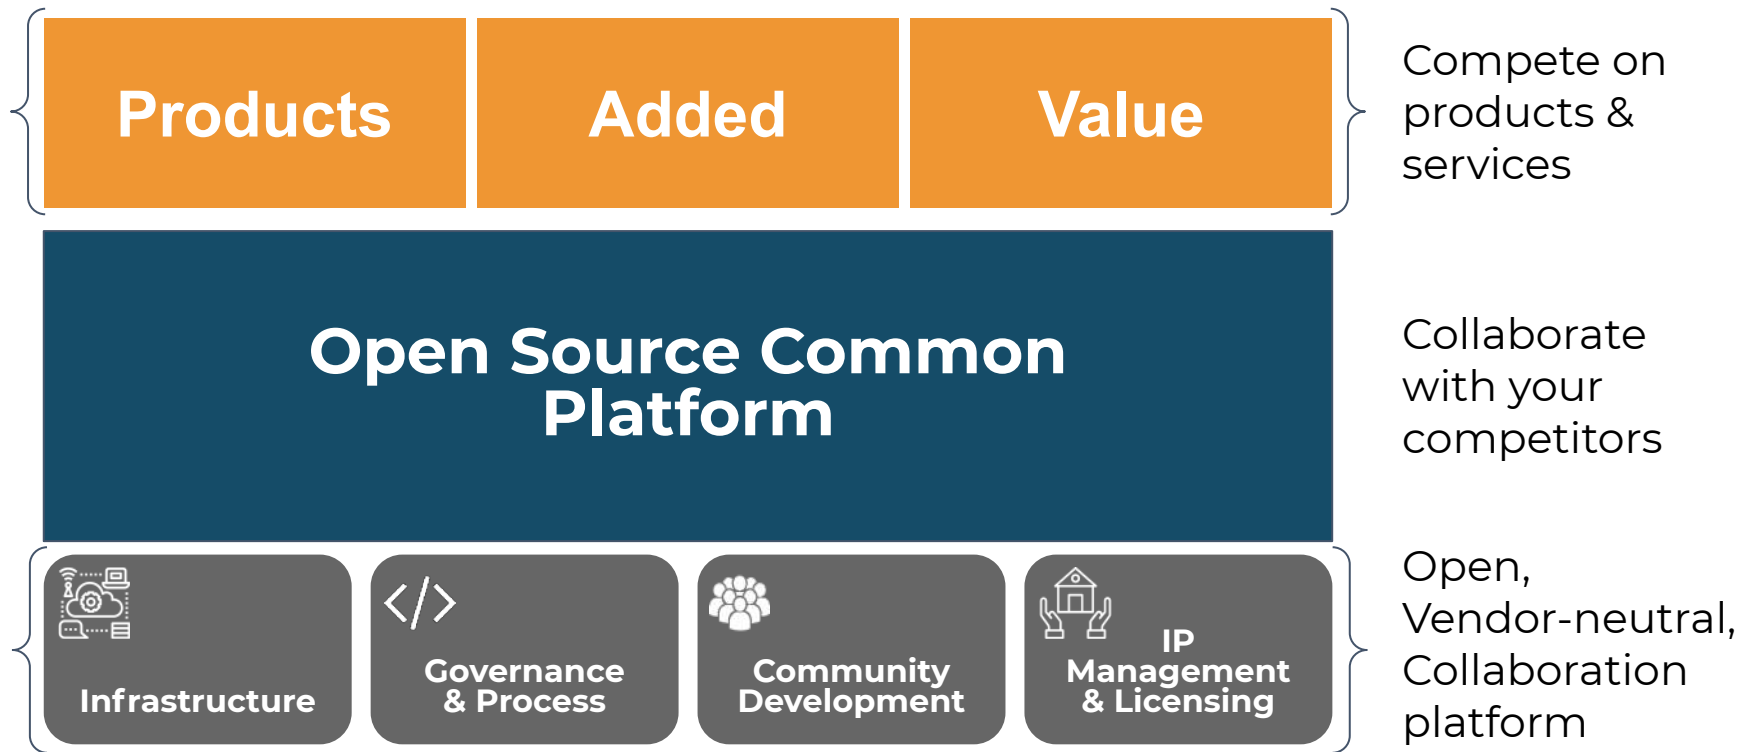 Products
Added
Value
Compete on
products &
services
Open Source Common
Platform
Collaborate
with your
competitors
Infrastructure
Governance
& Process
Community
Development
IP
Management
& Licensing
Open,
Vendor-neutral,
Collaboration
platform